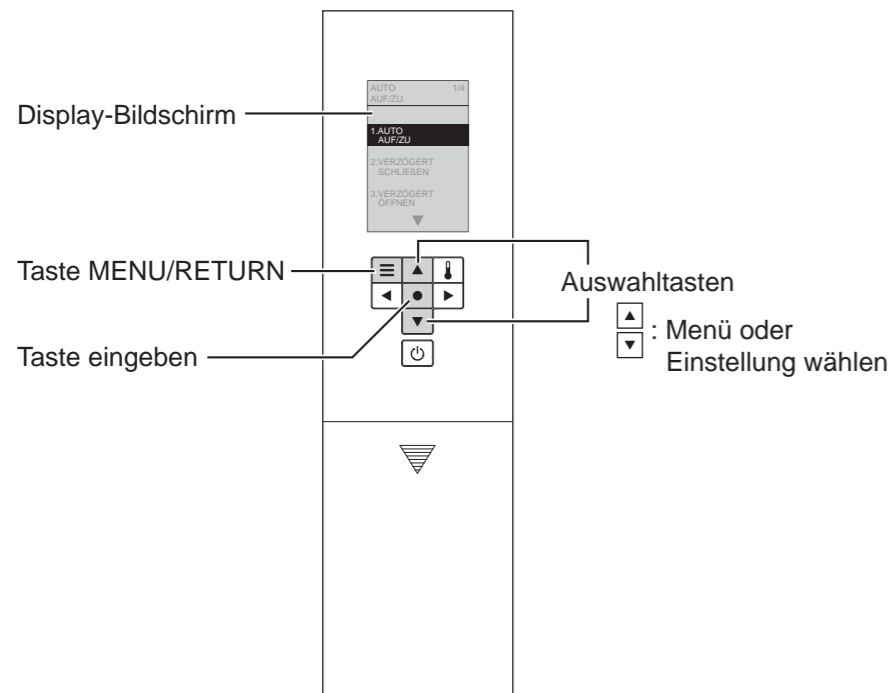 AUTO 1/4
AUF/ZU
1.AUTO
AUF/ZU
2.VERZÖGERT
SCHLIEßEN
3.VERZÖGERT
ÖFFNEN
Display-Bildschirm
Taste MENU/RETURN
Taste eingeben
Auswahltasten
: Menü oder
Einstellung wählen